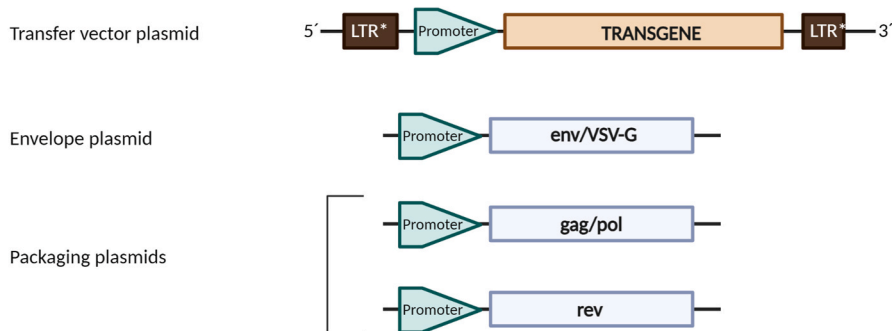 Transfer vector plasmid
5´ LTR* Promoter TRANSGENE LTR* 3´
Envelope plasmid
Promoter env/VSV-G
Promoter gag/pol
Packaging plasmids
Promoter rev